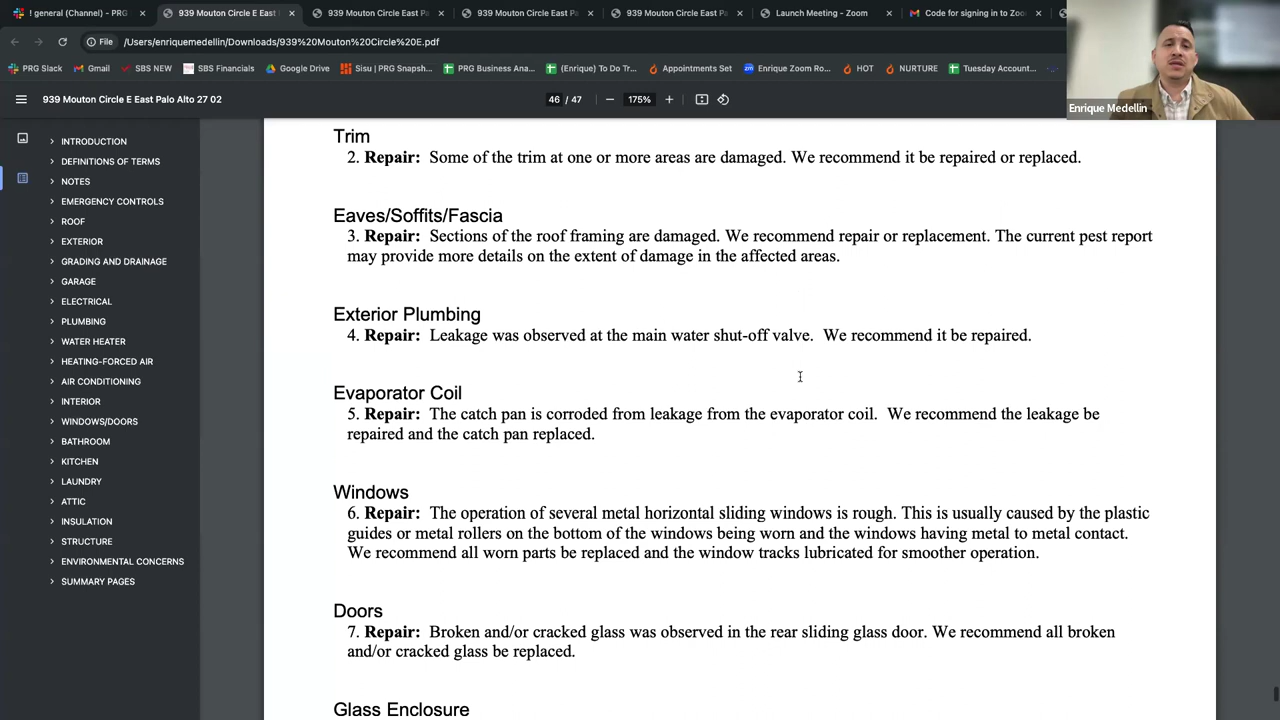 ! general (Channel) - PRG
939 Mouton Circle E East
939 Mouton Circle East Pa
939 Mouton Circle East Pa
939 Mouton Circle East Pa
Launch Meeting - Zoom
Code for signing in to Zoo
File /Users/enriquemedellin/Downloads/939%20Mouton%20Circle%20E.pdf
PRG Slack
Gmail
SBS NEW
SBS Financials
Google Drive
Sisu | PRG Snapsh...
PRG Business Ana...
(Enrique) To Do Tr...
Appointments Set
Enrique Zoom Ro...
HOT
NURTURE
Tuesday Account...
Enrique Medellin
939 Mouton Circle E East Palo Alto 27 02
46 / 47
175%
INTRODUCTION
DEFINITIONS OF TERMS
NOTES
EMERGENCY CONTROLS
ROOF
EXTERIOR
GRADING AND DRAINAGE
GARAGE
ELECTRICAL
PLUMBING
WATER HEATER
HEATING-FORCED AIR
AIR CONDITIONING
INTERIOR
WINDOWS/DOORS
BATHROOM
KITCHEN
LAUNDRY
ATTIC
INSULATION
STRUCTURE
ENVIRONMENTAL CONCERNS
SUMMARY PAGES
Trim
2. Repair: Some of the trim at one or more areas are damaged. We recommend it be repaired or replaced.
Eaves/Soffits/Fascia
3. Repair: Sections of the roof framing are damaged. We recommend repair or replacement. The current pest report
may provide more details on the extent of damage in the affected areas.
Exterior Plumbing
4. Repair: Leakage was observed at the main water shut-off valve. We recommend it be repaired.
Evaporator Coil
5. Repair: The catch pan is corroded from leakage from the evaporator coil. We recommend the leakage be
repaired and the catch pan replaced.
Windows
6. Repair: The operation of several metal horizontal sliding windows is rough. This is usually caused by the plastic
guides or metal rollers on the bottom of the windows being worn and the windows having metal to metal contact.
We recommend all worn parts be replaced and the window tracks lubricated for smoother operation.
Doors
7. Repair: Broken and/or cracked glass was observed in the rear sliding glass door. We recommend all broken
and/or cracked glass be replaced.
Glass Enclosure